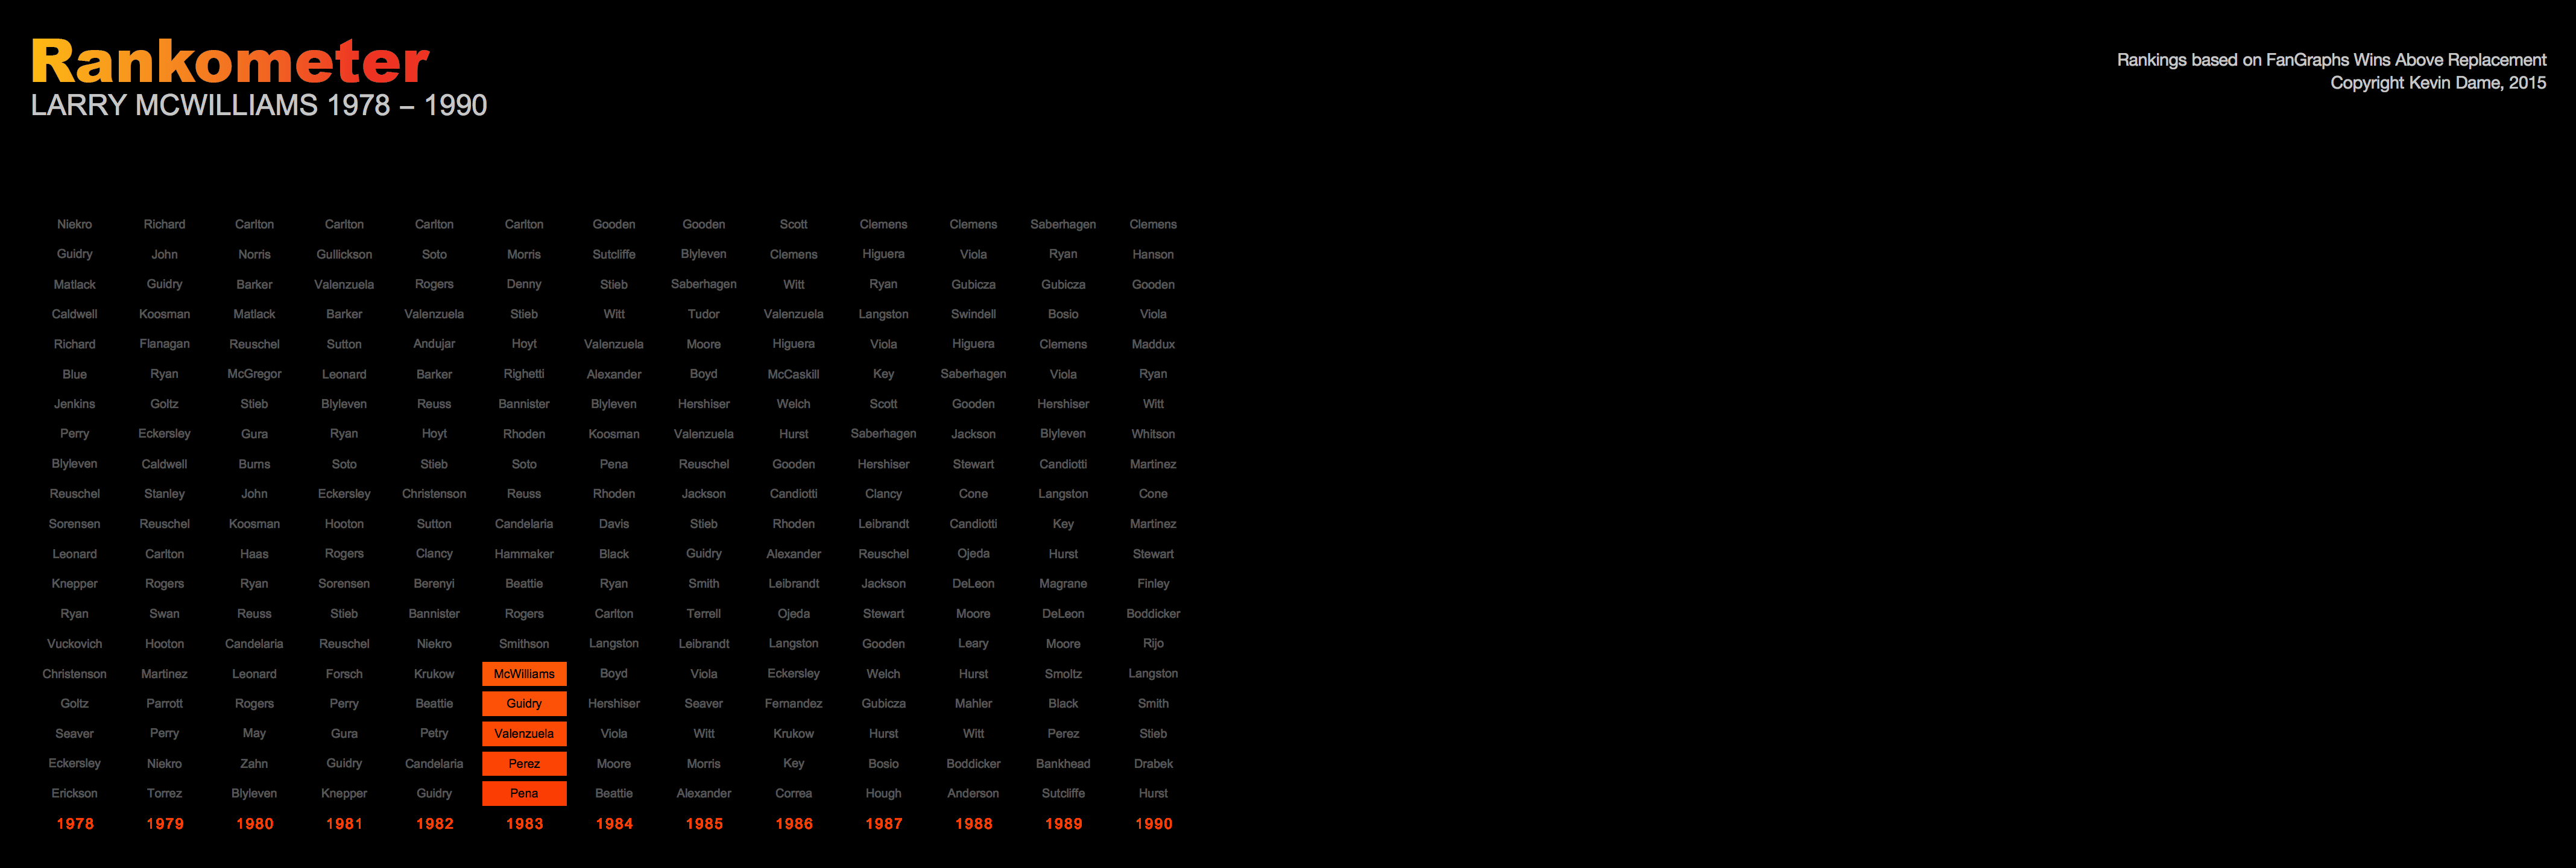 Rankometer
LARRY MCWILLIAMS 1978 – 1990
Rankings based on FanGraphs Wins Above Replacement
Copyright Kevin Dame, 2015
Niekro Richard Carlton Carlton Carlton Carlton Gooden Gooden Scott Clemens Clemens Saberhagen Clemens
Guidry John Norris Gullickson Soto Morris Sutcliffe Blyleven Clemens Higuera Viola Ryan Hanson
Matlack Guidry Barker Valenzuela Rogers Denny Stieb Saberhagen Witt Ryan Gubicza Gubicza Gooden
Caldwell Koosman Matlack Barker Valenzuela Stieb Witt Tudor Valenzuela Langston Swindell Bosio Viola
Richard Flanagan Reuschel Sutton Andujar Hoyt Valenzuela Moore Higuera Viola Higuera Clemens Maddux
Blue Ryan McGregor Leonard Barker Righetti Alexander Boyd McCaskill Key Saberhagen Viola Ryan
Jenkins Goltz Stieb Blyleven Reuss Bannister Blyleven Hershiser Welch Scott Gooden Hershiser Witt
Perry Eckersley Gura Ryan Hoyt Rhoden Koosman Valenzuela Hurst Saberhagen Jackson Blyleven Whitson
Blyleven Caldwell Burns Soto Stieb Soto Pena Reuschel Gooden Hershiser Stewart Candiotti Martinez
Reuschel Stanley John Eckersley Christenson Reuss Rhoden Jackson Candiotti Clancy Cone Langston Cone
Sorensen Reuschel Koosman Hooton Sutton Candelaria Davis Stieb Rhoden Leibrandt Candiotti Key Martinez
Leonard Carlton Haas Rogers Clancy Hammaker Black Guidry Alexander Reuschel Ojeda Hurst Stewart
Knepper Rogers Ryan Sorensen Berenyi Beattie Ryan Smith Leibrandt Jackson DeLeon Magrane Finley
Ryan Swan Reuss Stieb Bannister Rogers Carlton Terrell Ojeda Stewart Moore DeLeon Boddicker
Vuckovich Hooton Candelaria Reuschel Niekro Smithson Langston Leibrandt Langston Gooden Leary Moore Rijo
Christenson Martinez Leonard Forsch Krukow McWilliams Boyd Viola Eckersley Welch Hurst Smoltz Langston
Goltz Parrott Rogers Perry Beattie Guidry Hershiser Seaver Fernandez Gubicza Mahler Black Smith
Seaver Perry May Gura Petry Valenzuela Viola Witt Krukow Hurst Witt Perez Stieb
Eckersley Niekro Zahn Guidry Candelaria Perez Moore Morris Key Bosio Boddicker Bankhead Drabek
Erickson Torrez Blyleven Knepper Guidry Pena Beattie Alexander Correa Hough Anderson Sutcliffe Hurst
1978 1979 1980 1981 1982 1983 1984 1985 1986 1987 1988 1989 1990